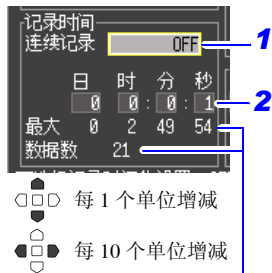 记录时间
连续记录 OFF 1
日 时 分 秒
0 0 : 0 : 1 2
最大 0 2 49 54
数据数 21
每 1 个单位增减
每 10 个单位增减